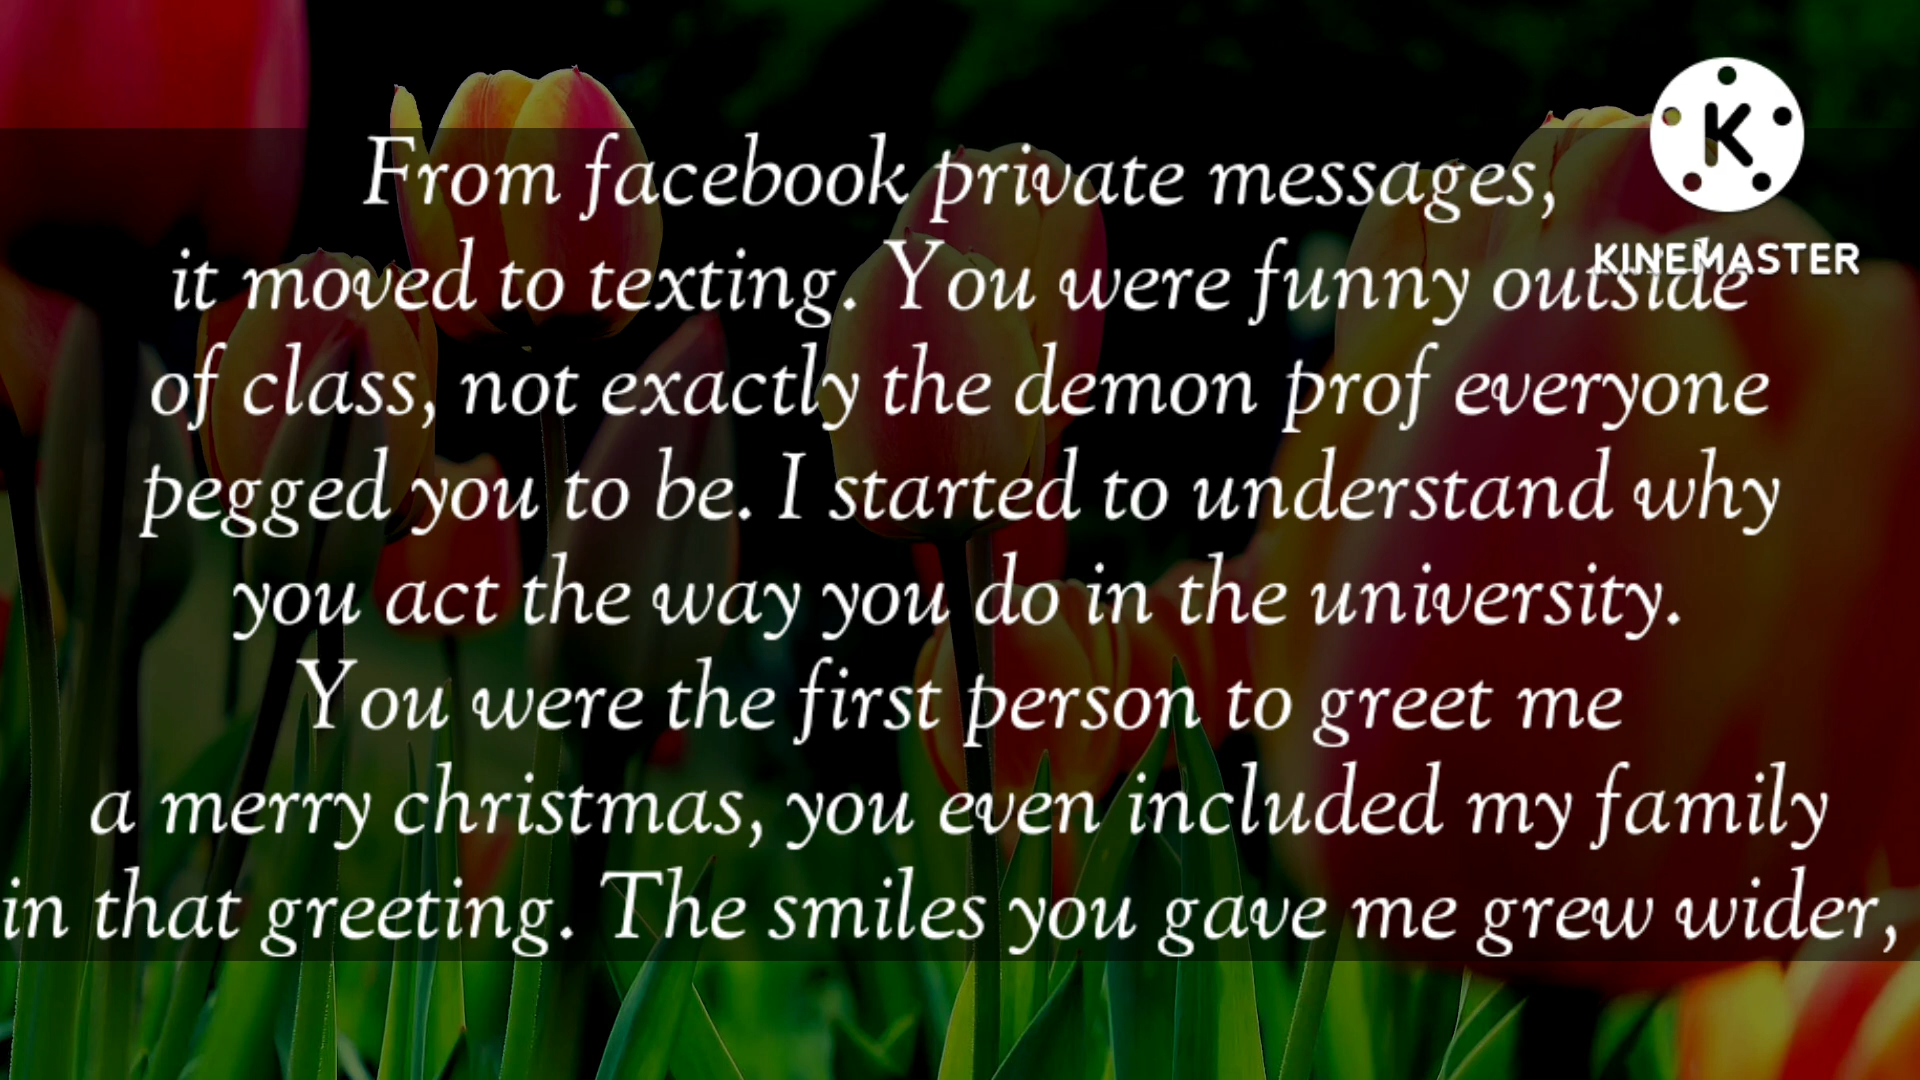 From facebook private messages,
it moved to texting. You were funny outside
of class, not exactly the demon prof everyone
pegged you to be. I started to understand why
you act the way you do in the university.
You were the first person to greet me
a merry christmas, you even included my family
in that greeting. The smiles you gave me grew wider,
K
KINEMASTER